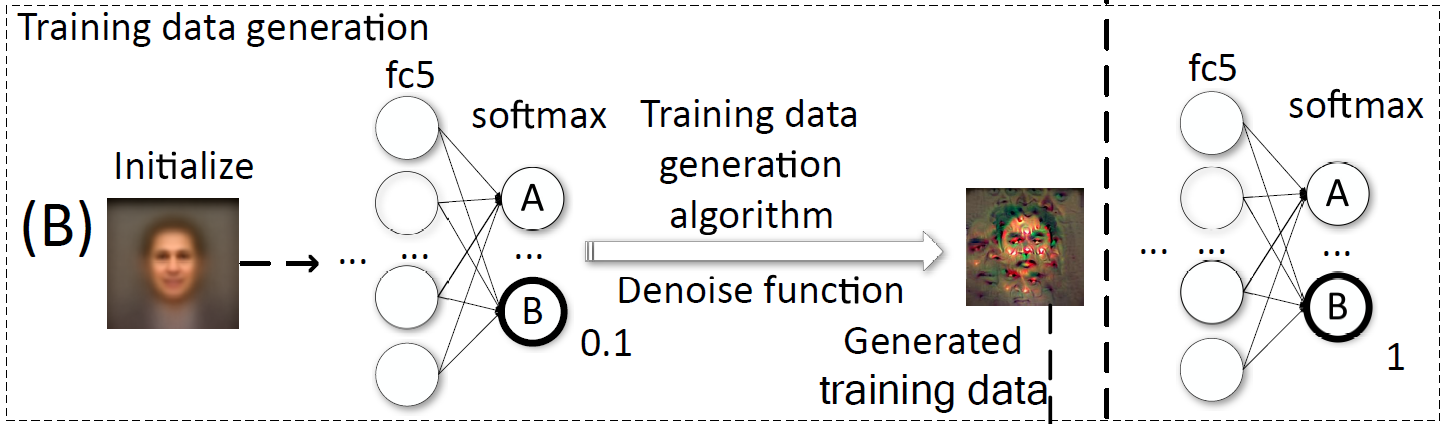 Training data generation
fc5
softmax
Initialize
(B)
...
...
A
...
B
0.1
Training data
generation
algorithm
Denoise function
Generated
training data
fc5
softmax
...
...
A
...
B
1